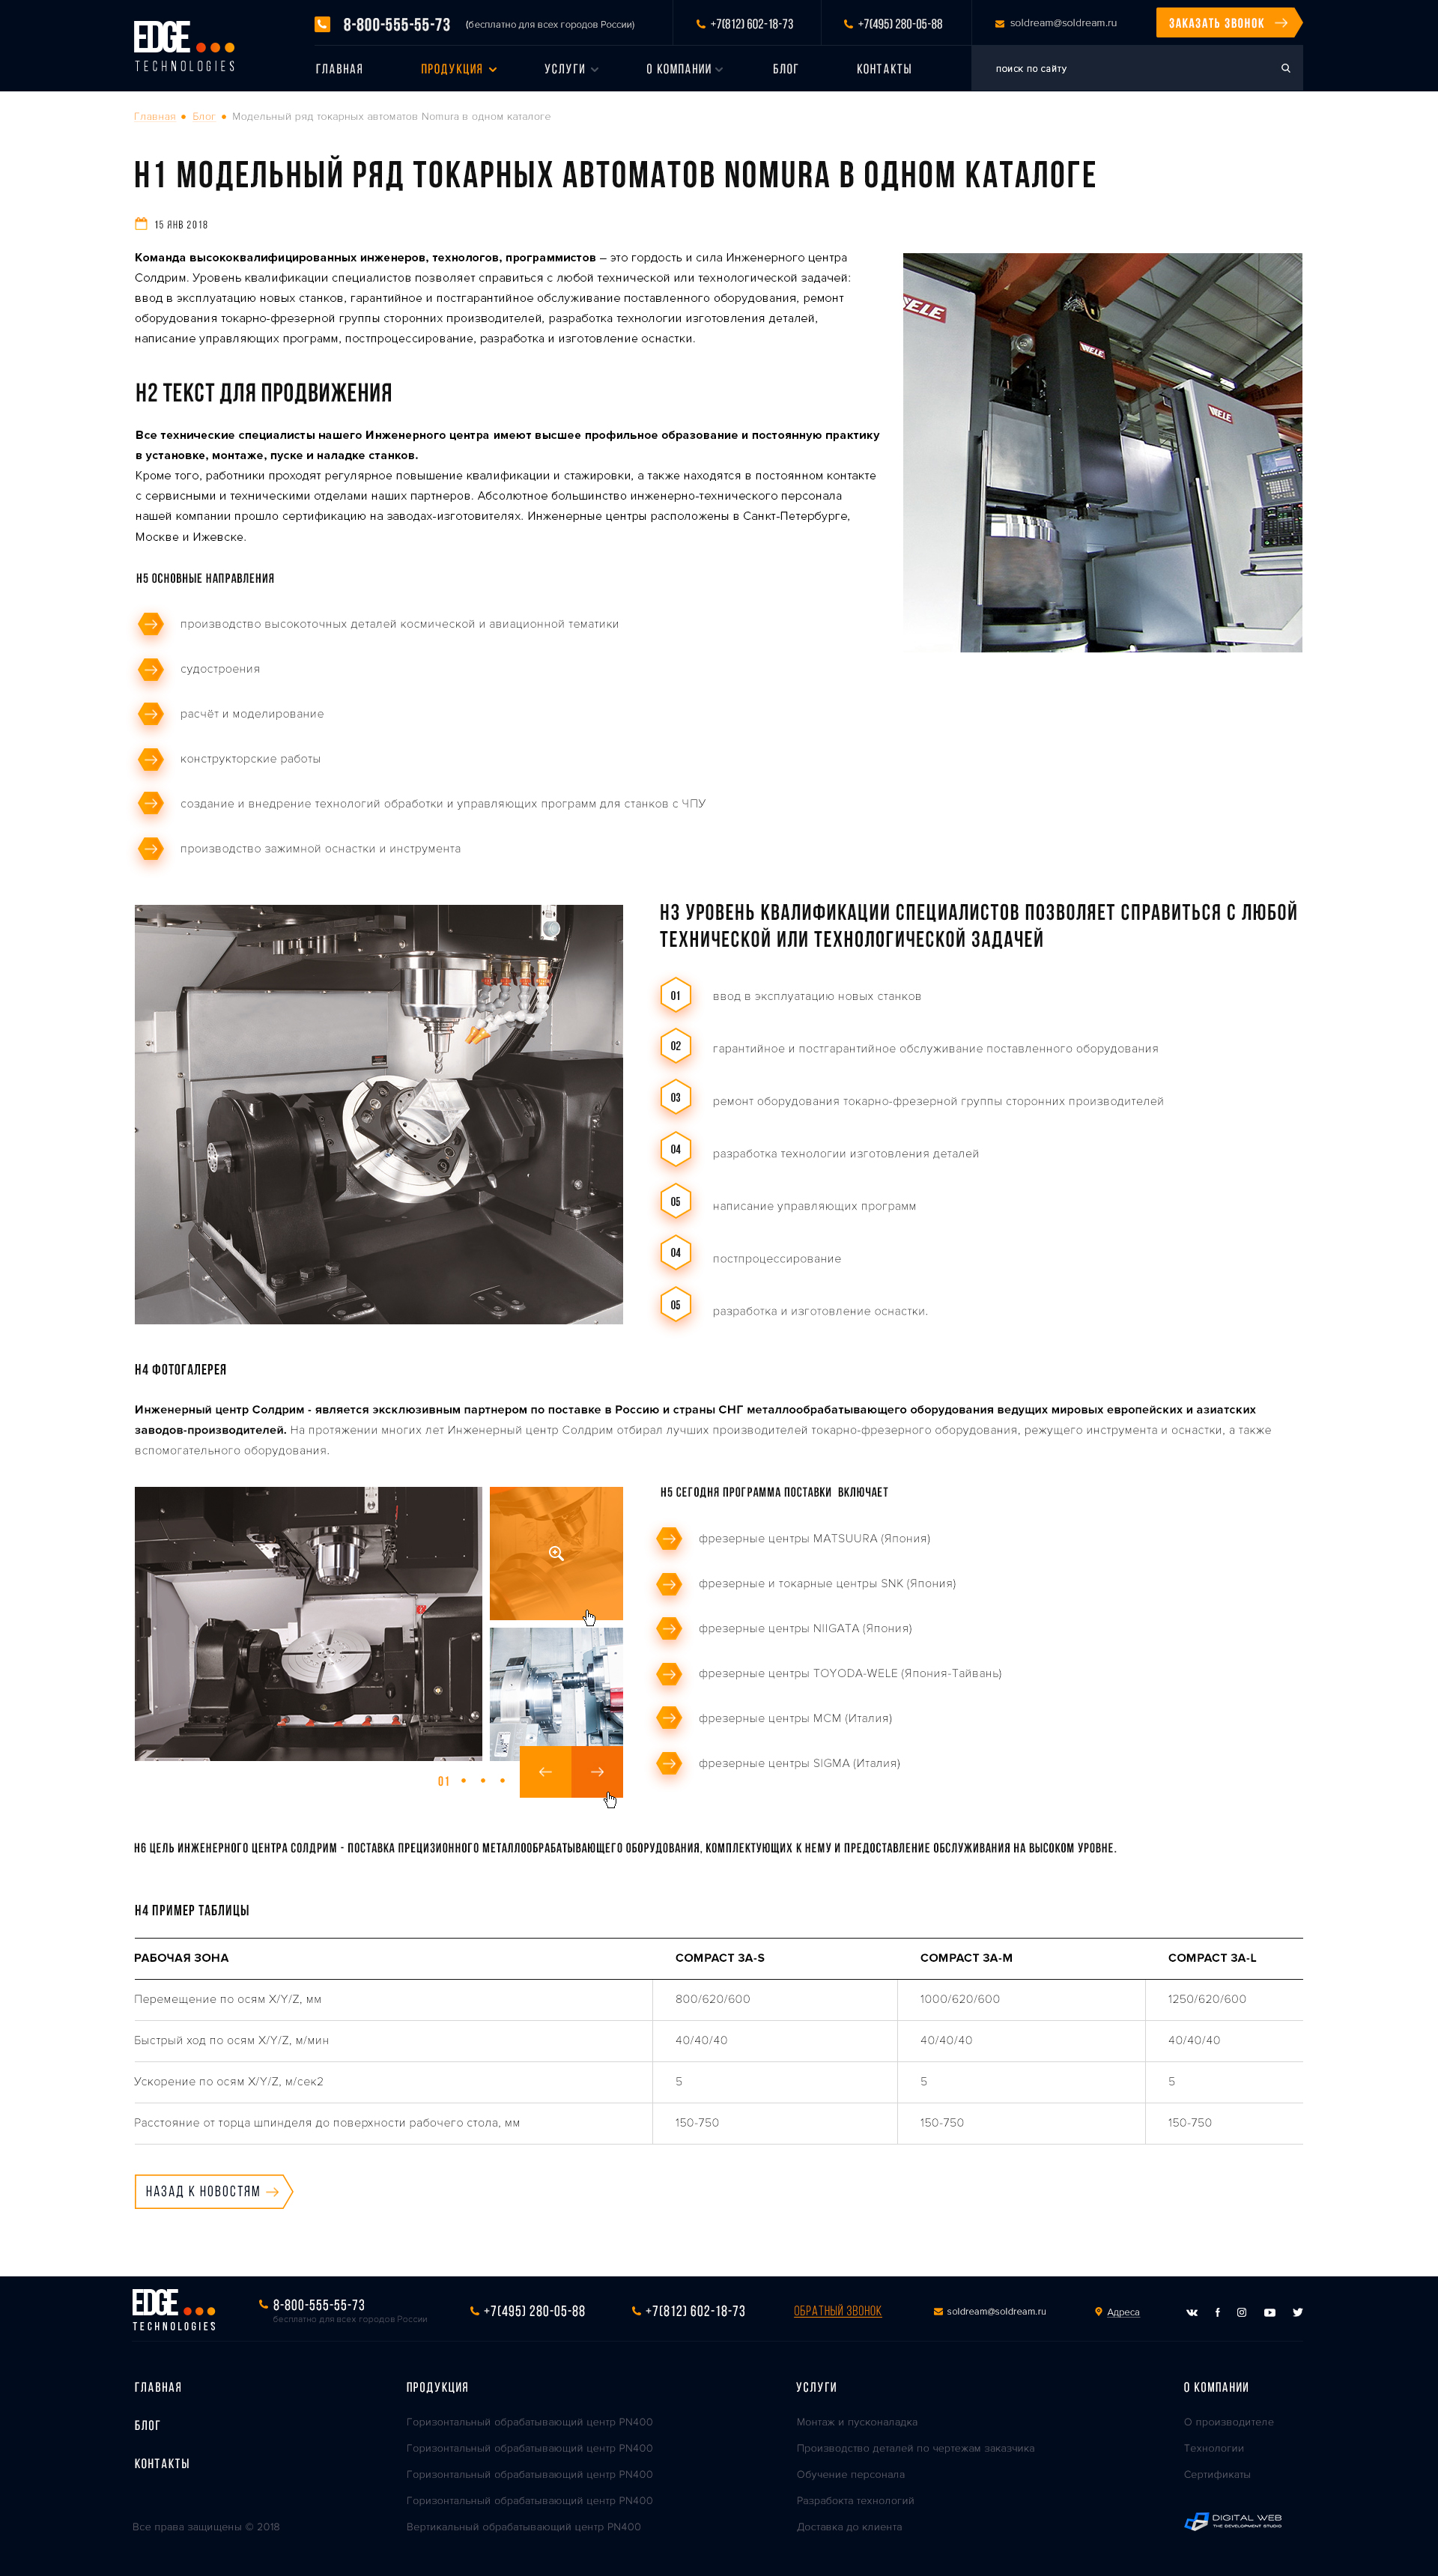 EDGE
TECHNOLOGIES
8-800-555-55-73 (бесплатно для всех городов России)
+7(812) 602-18-73
+7(495) 280-05-88
soldream@soldream.ru
ЗАКАЗАТЬ ЗВОНОК
ГЛАВНАЯ ПРОДУКЦИЯ УСЛУГИ О КОМПАНИИ БЛОГ КОНТАКТЫ
поиск по сайту
Главная Блог Модельный ряд токарных автоматов Nomura в одном каталоге
H1 МОДЕЛЬНЫЙ РЯД ТОКАРНЫХ АВТОМАТОВ NOMURA В ОДНОМ КАТАЛОГЕ
15 ЯНВ 2018
Команда высококвалифицированных инженеров, технологов, программистов – это гордость и сила Инженерного центра
Солдрим. Уровень квалификации специалистов позволяет справиться с любой технической или технологической задачей:
ввод в эксплуатацию новых станков, гарантийное и постгарантийное обслуживание поставленного оборудования, ремонт
оборудования токарно-фрезерной группы сторонних производителей, разработка технологии изготовления деталей,
написание управляющих программ, постпроцессирование, разработка и изготовление оснастки.
WELE
WELE
WELE
H2 ТЕКСТ ДЛЯ ПРОДВИЖЕНИЯ
Все технические специалисты нашего Инженерного центра имеют высшее профильное образование и постоянную практику
в установке, монтаже, пуске и наладке станков.
Кроме того, работники проходят регулярное повышение квалификации и стажировки, а также находятся в постоянном контакте
с сервисными и техническими отделами наших партнеров. Абсолютное большинство инженерно-технического персонала
нашей компании прошло сертификацию на заводах-изготовителях. Инженерные центры расположены в Санкт-Петербурге,
Москве и Ижевске.
H5 ОСНОВНЫЕ НАПРАВЛЕНИЯ
производство высокоточных деталей космической и авиационной тематики
судостроения
расчёт и моделирование
конструкторские работы
создание и внедрение технологий обработки и управляющих программ для станков с ЧПУ
производство зажимной оснастки и инструмента
H3 УРОВЕНЬ КВАЛИФИКАЦИИ СПЕЦИАЛИСТОВ ПОЗВОЛЯЕТ СПРАВИТЬСЯ С ЛЮБОЙ
ТЕХНИЧЕСКОЙ ИЛИ ТЕХНОЛОГИЧЕСКОЙ ЗАДАЧЕЙ
01 ввод в эксплуатацию новых станков
02 гарантийное и постгарантийное обслуживание поставленного оборудования
03 ремонт оборудования токарно-фрезерной группы сторонних производителей
04 разработка технологии изготовления деталей
05 написание управляющих программ
04 постпроцессирование
05 разработка и изготовление оснастки.
H4 ФОТОГАЛЕРЕЯ
Инженерный центр Солдрим - является эксклюзивным партнером по поставке в Россию и страны СНГ металлообрабатывающего оборудования ведущих мировых европейских и азиатских
заводов-производителей. На протяжении многих лет Инженерный центр Солдрим отбирал лучших производителей токарно-фрезерного оборудования, режущего инструмента и оснастки, а также
вспомогательного оборудования.
01
H5 СЕГОДНЯ ПРОГРАММА ПОСТАВКИ ВКЛЮЧАЕТ
фрезерные центры MATSUURA (Япония)
фрезерные и токарные центры SNK (Япония)
фрезерные центры NIIGATA (Япония)
фрезерные центры TOYODA-WELE (Япония-Тайвань)
фрезерные центры MCM (Италия)
фрезерные центры SIGMA (Италия)
H6 ЦЕЛЬ ИНЖЕНЕРНОГО ЦЕНТРА СОЛДРИМ - ПОСТАВКА ПРЕЦИЗИОННОГО МЕТАЛЛООБРАБАТЫВАЮЩЕГО ОБОРУДОВАНИЯ, КОМПЛЕКТУЮЩИХ К НЕМУ И ПРЕДОСТАВЛЕНИЕ ОБСЛУЖИВАНИЯ НА ВЫСОКОМ УРОВНЕ.
H4 ПРИМЕР ТАБЛИЦЫ
РАБОЧАЯ ЗОНА COMPACT 3A-S COMPACT 3A-M COMPACT 3A-L
Перемещение по осям X/Y/Z, мм 800/620/600 1000/620/600 1250/620/600
Быстрый ход по осям X/Y/Z, м/мин 40/40/40 40/40/40 40/40/40
Ускорение по осям X/Y/Z, м/сек2 5 5 5
Расстояние от торца шпинделя до поверхности рабочего стола, мм 150-750 150-750 150-750
НАЗАД К НОВОСТЯМ
EDGE
TECHNOLOGIES
8-800-555-55-73
бесплатно для всех городов России
+7(495) 280-05-88
+7(812) 602-18-73
ОБРАТНЫЙ ЗВОНОК
soldream@soldream.ru
Адреса
ГЛАВНАЯ
БЛОГ
КОНТАКТЫ
Все права защищены © 2018
ПРОДУКЦИЯ
Горизонтальный обрабатывающий центр PN400
Горизонтальный обрабатывающий центр PN400
Горизонтальный обрабатывающий центр PN400
Горизонтальный обрабатывающий центр PN400
Вертикальный обрабатывающий центр PN400
УСЛУГИ
Монтаж и пусконаладка
Производство деталей по чертежам заказчика
Обучение персонала
Разрабокта технологий
Доставка до клиента
О КОМПАНИИ
О производителе
Технологии
Сертификаты
DIGITAL WEB
THE DEVELOPMENT STUDIO